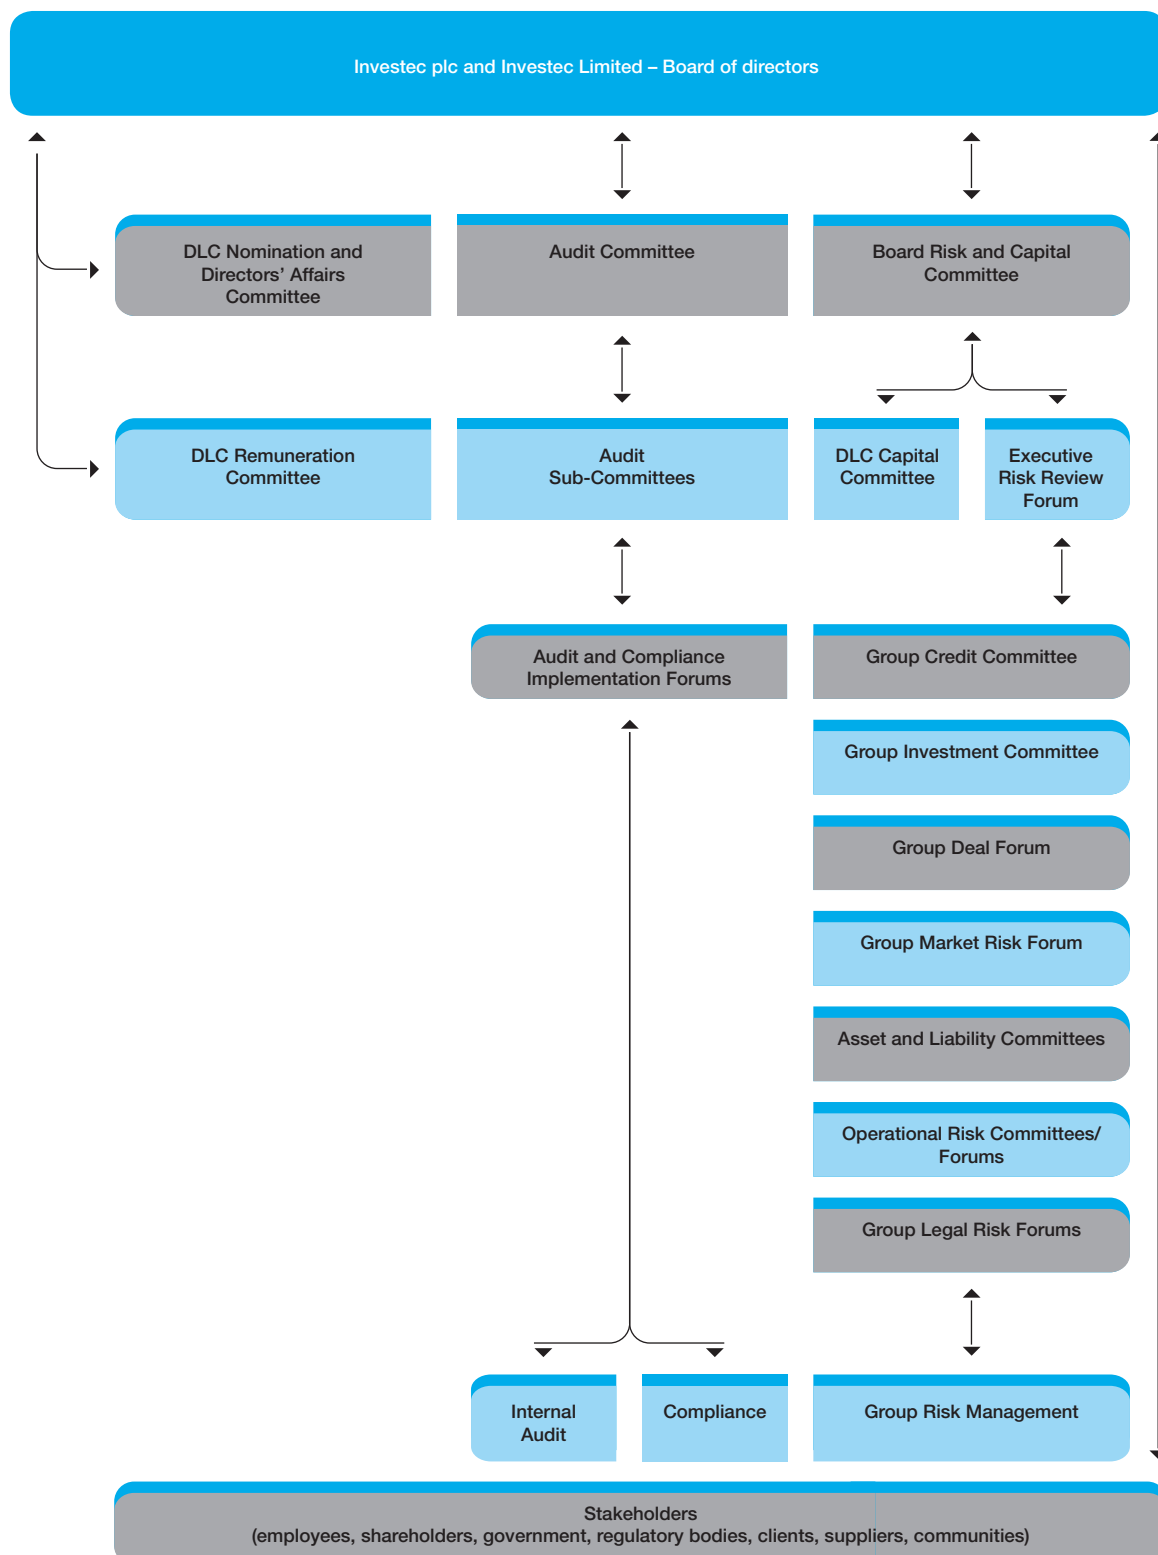 Investec plc and Investec Limited – Board of directors
DLC Nomination and
Directors’ Affairs
Committee
Audit Committee
Board Risk and Capital
Committee
DLC Remuneration
Committee
Audit
Sub-Committees
DLC Capital
Committee
Executive
Risk Review
Forum
Audit and Compliance
Implementation Forums
Group Credit Committee
Group Investment Committee
Group Deal Forum
Group Market Risk Forum
Asset and Liability Committees
Operational Risk Committees/
Forums
Group Legal Risk Forums
Internal
Audit
Compliance
Group Risk Management
Stakeholders
(employees, shareholders, government, regulatory bodies, clients, suppliers, communities)